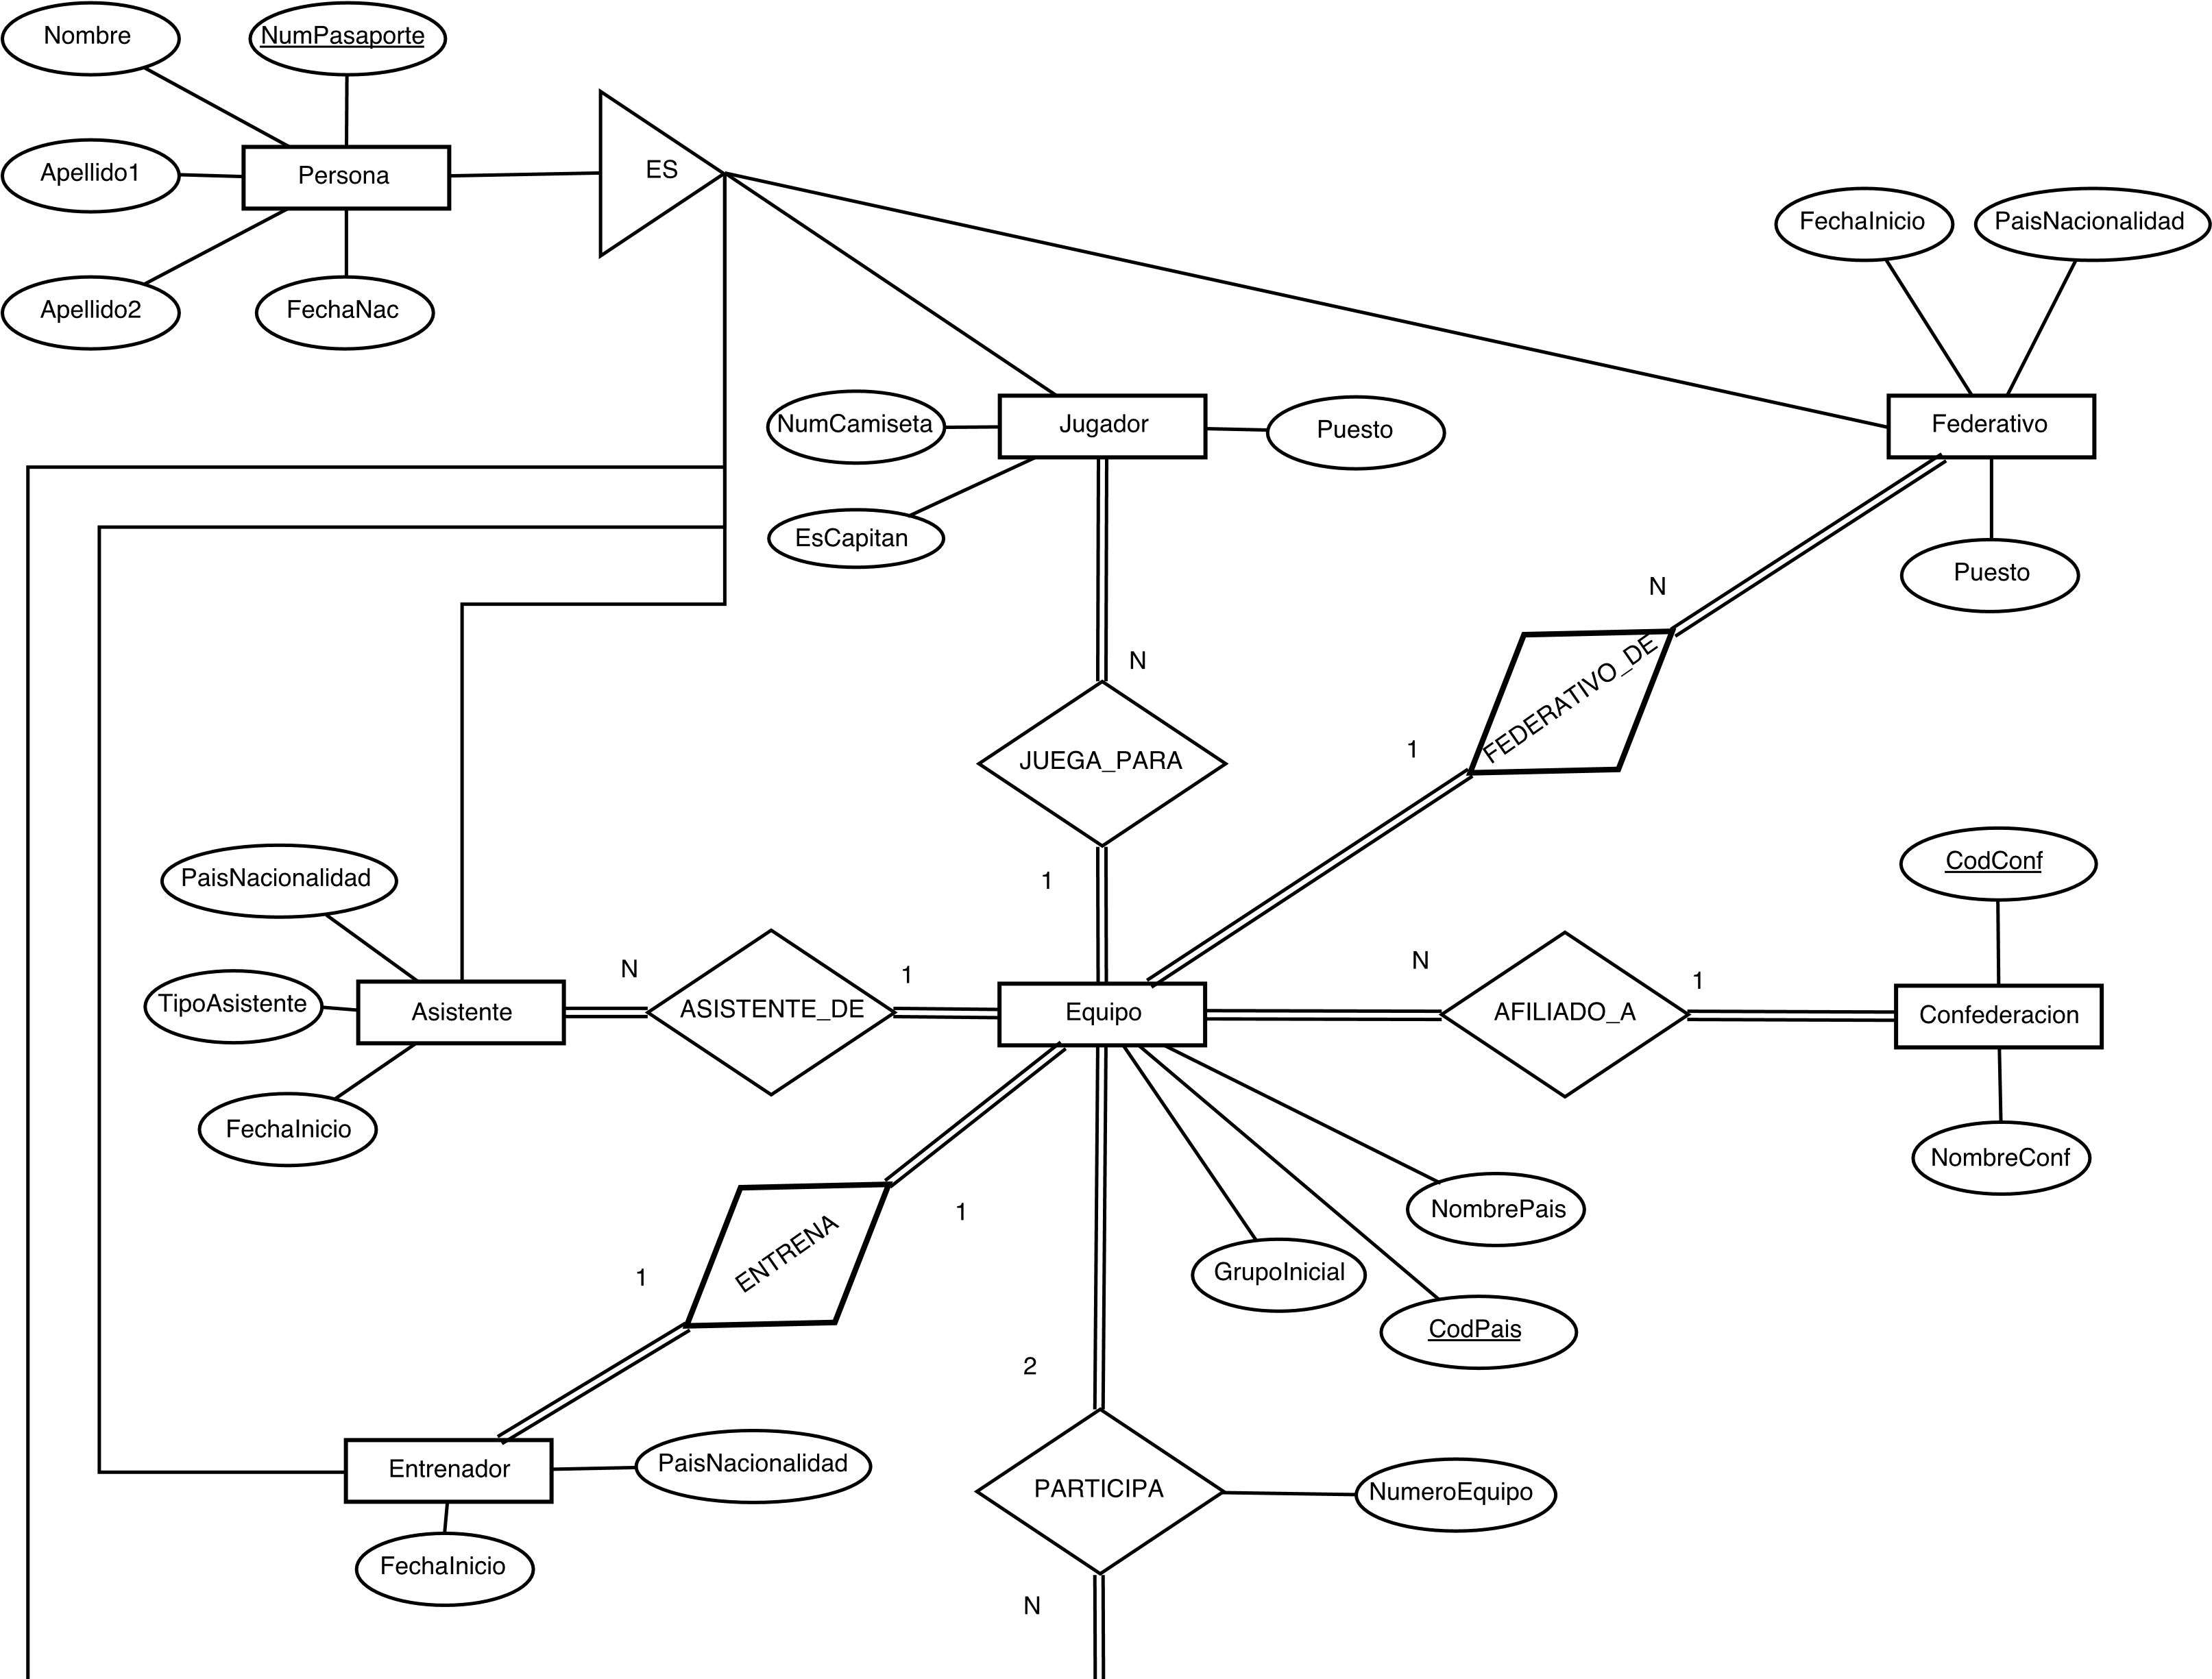 Nombre
NumPasaporte
ES
Apellido1
Persona
Apellido2
FechaNac
FechaInicio
PaisNacionalidad
NumCamiseta
Jugador
Puesto
Federativo
EsCapitan
Puesto
N
N
FEDERATIVO_DE
1
JUEGA_PARA
1
CodConf
PaisNacionalidad
N
1
N
1
TipoAsistente
Asistente
ASISTENTE_DE
Equipo
AFILIADO_A
Confederacion
FechaInicio
NombreConf
1
NombrePais
ENTRENA
1
GrupoInicial
CodPais
2
Entrenador
PaisNacionalidad
PARTICIPA
NumeroEquipo
FechaInicio
N